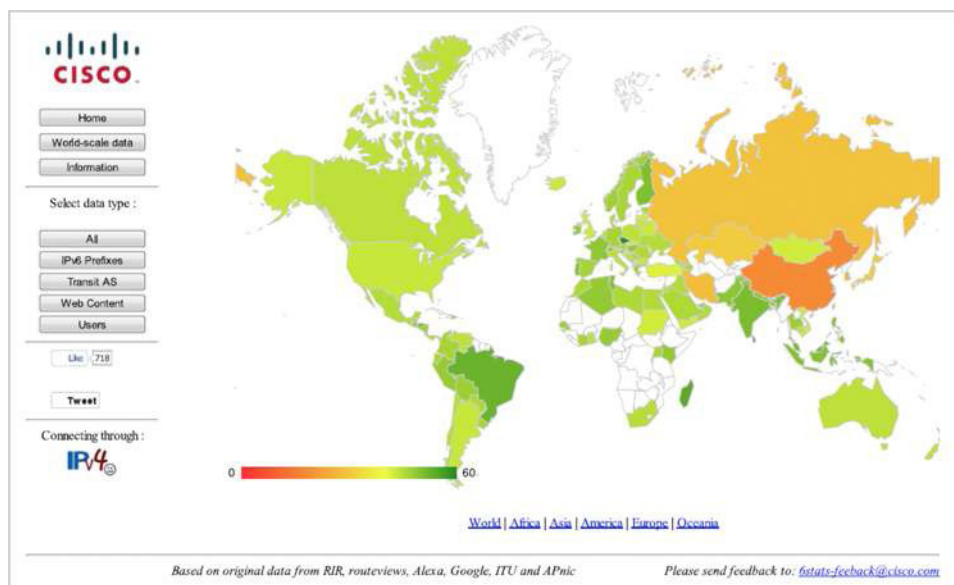 CISCO
Home
World-scale data
Information
Select data type :
All
IPv6 Prefixes
Transit AS
Web Content
Users
Like 718
Tweet
Connecting through :
IPv4
0 60
World | Africa | Asia | America | Europe | Oceania
Based on original data from RIR, routeviews, Alexa, Google, ITU and APnic Please send feedback to: 6stats-feeback@cisco.com